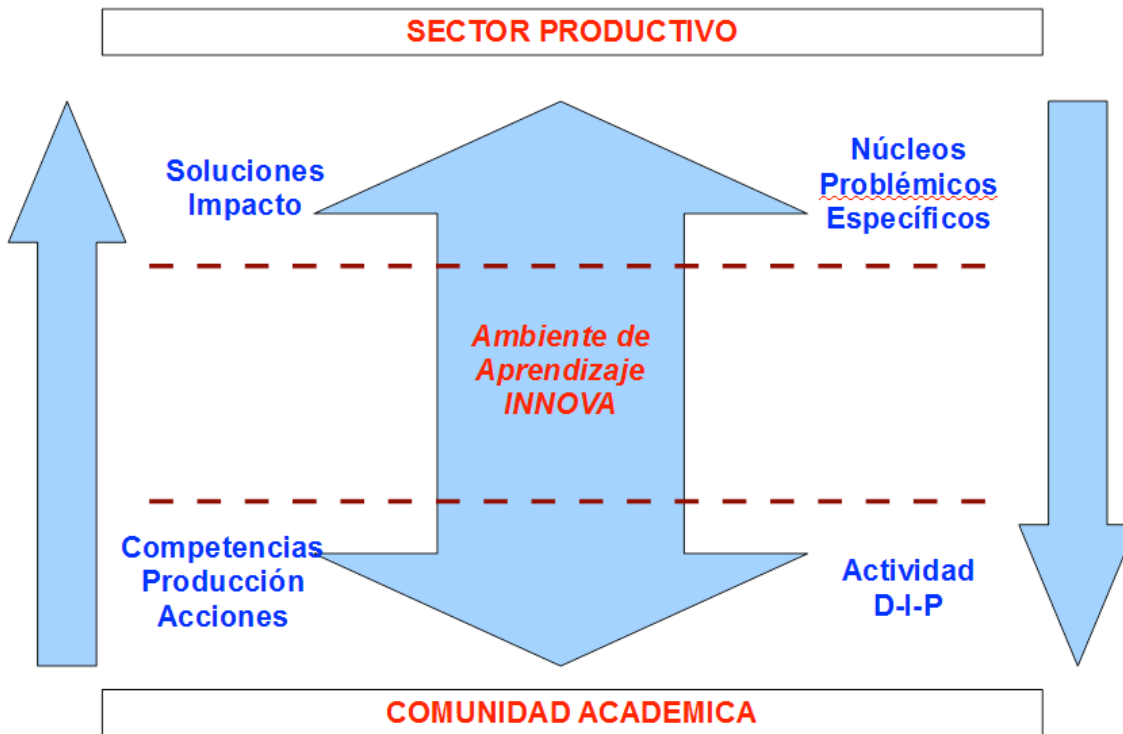 SECTOR PRODUCTIVO
Soluciones
Impacto
Núcleos
Problémicos
Específicos
Ambiente de
Aprendizaje
INNOVA
Competencias
Producción
Acciones
Actividad
D-I-P
COMUNIDAD ACADEMICA